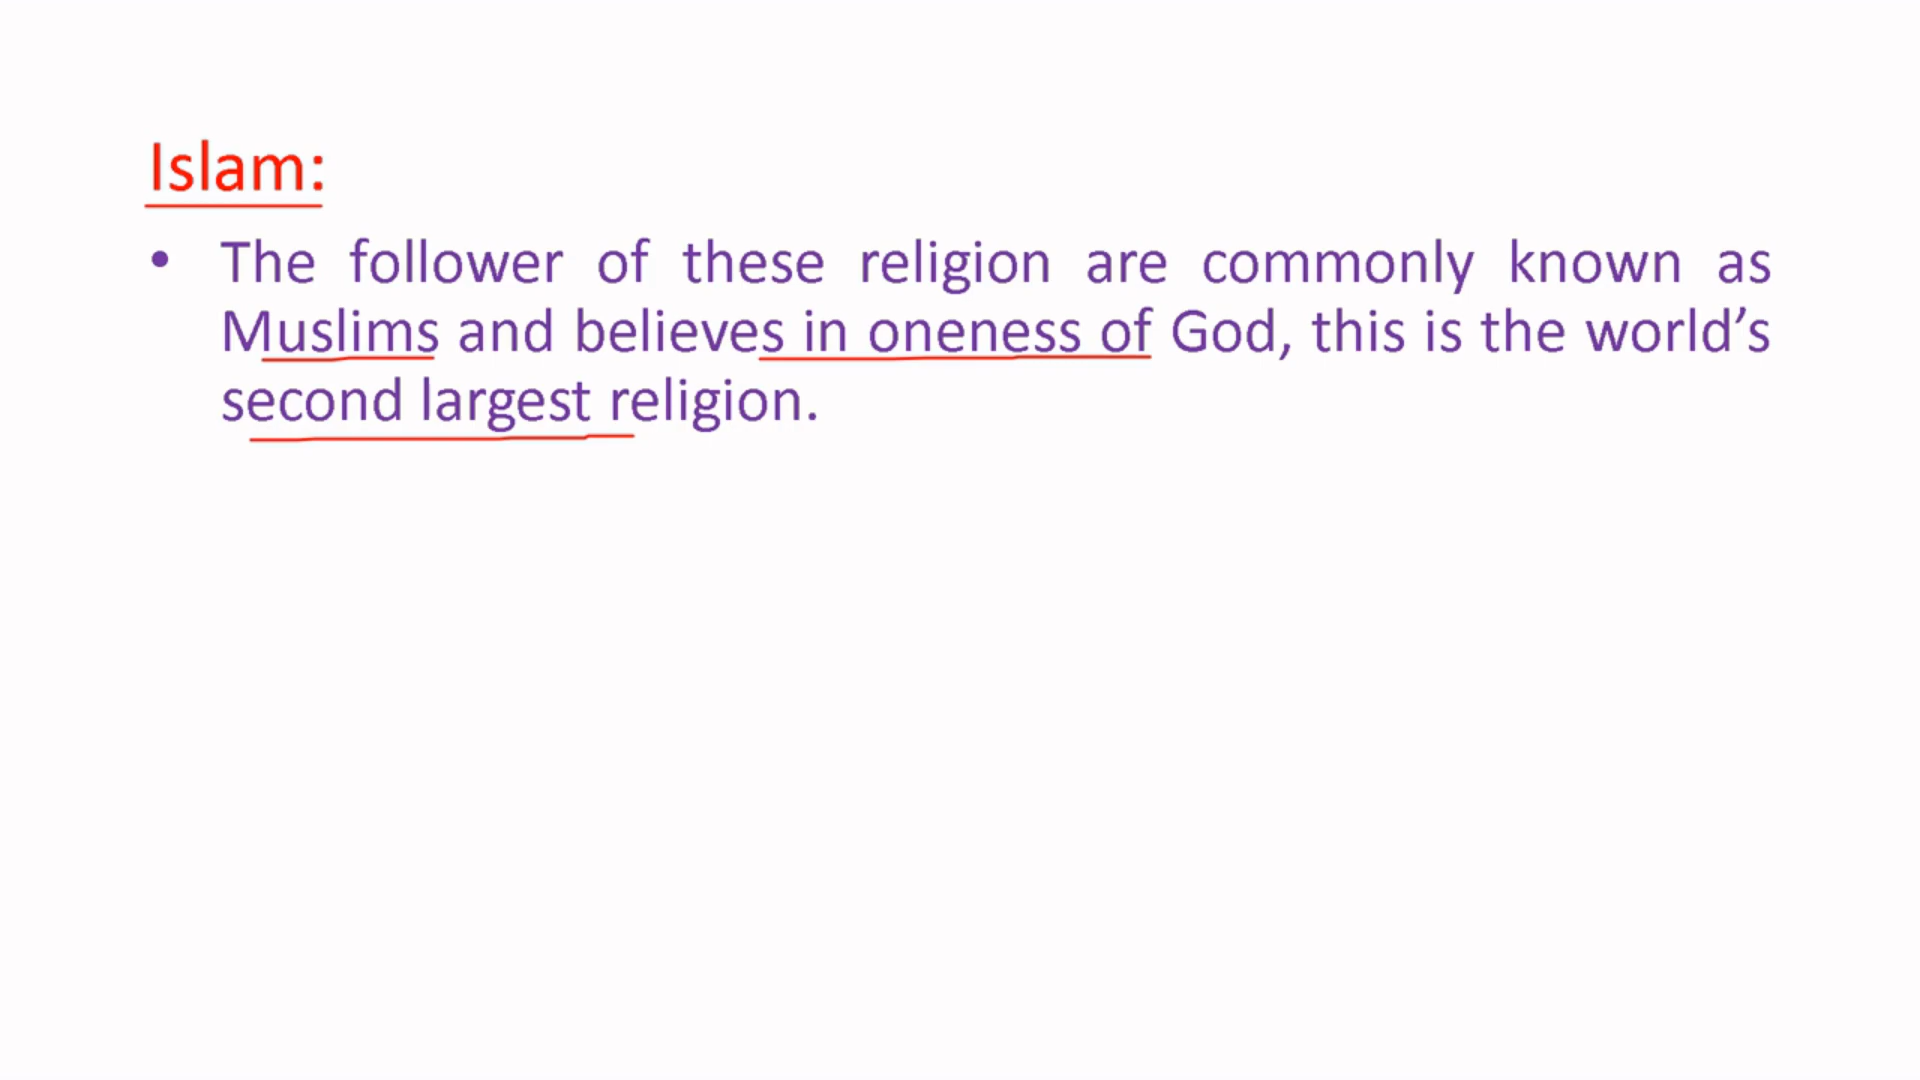 Islam:
• The follower of these religion are commonly known as
Muslims and believes in oneness of God, this is the world’s
second largest religion.